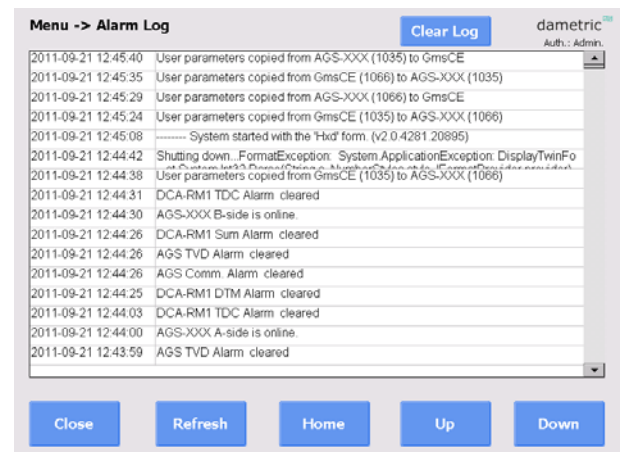 Menu -> Alarm Log
Clear Log
dametric
Auth.: Admin.
2011-09-21 12:45:40 User parameters copied from AGS-XXX (1035) to GmsCE
2011-09-21 12:45:35 User parameters copied from GmsCE (1066) to AGS-XXX (1035)
2011-09-21 12:45:29 User parameters copied from AGS-XXX (1066) to GmsCE
2011-09-21 12:45:24 User parameters copied from GmsCE (1035) to AGS-XXX (1066)
2011-09-21 12:45:08 -------- System started with the 'Hxd' form. (v2.0.4281.20895)
2011-09-21 12:44:42 Shutting down...FormatException: System.ApplicationException: DisplayTwinFo
2011-09-21 12:44:38 User parameters copied from GmsCE (1035) to AGS-XXX (1066)
2011-09-21 12:44:31 DCA-RM1 TDC Alarm cleared
2011-09-21 12:44:30 AGS-XXX B-side is online.
2011-09-21 12:44:26 DCA-RM1 Sum Alarm cleared
2011-09-21 12:44:26 AGS TVD Alarm cleared
2011-09-21 12:44:26 AGS Comm. Alarm cleared
2011-09-21 12:44:25 DCA-RM1 DTM Alarm cleared
2011-09-21 12:44:03 DCA-RM1 TDC Alarm cleared
2011-09-21 12:44:00 AGS-XXX A-side is online.
2011-09-21 12:43:59 AGS TVD Alarm cleared
Close Refresh Home Up Down